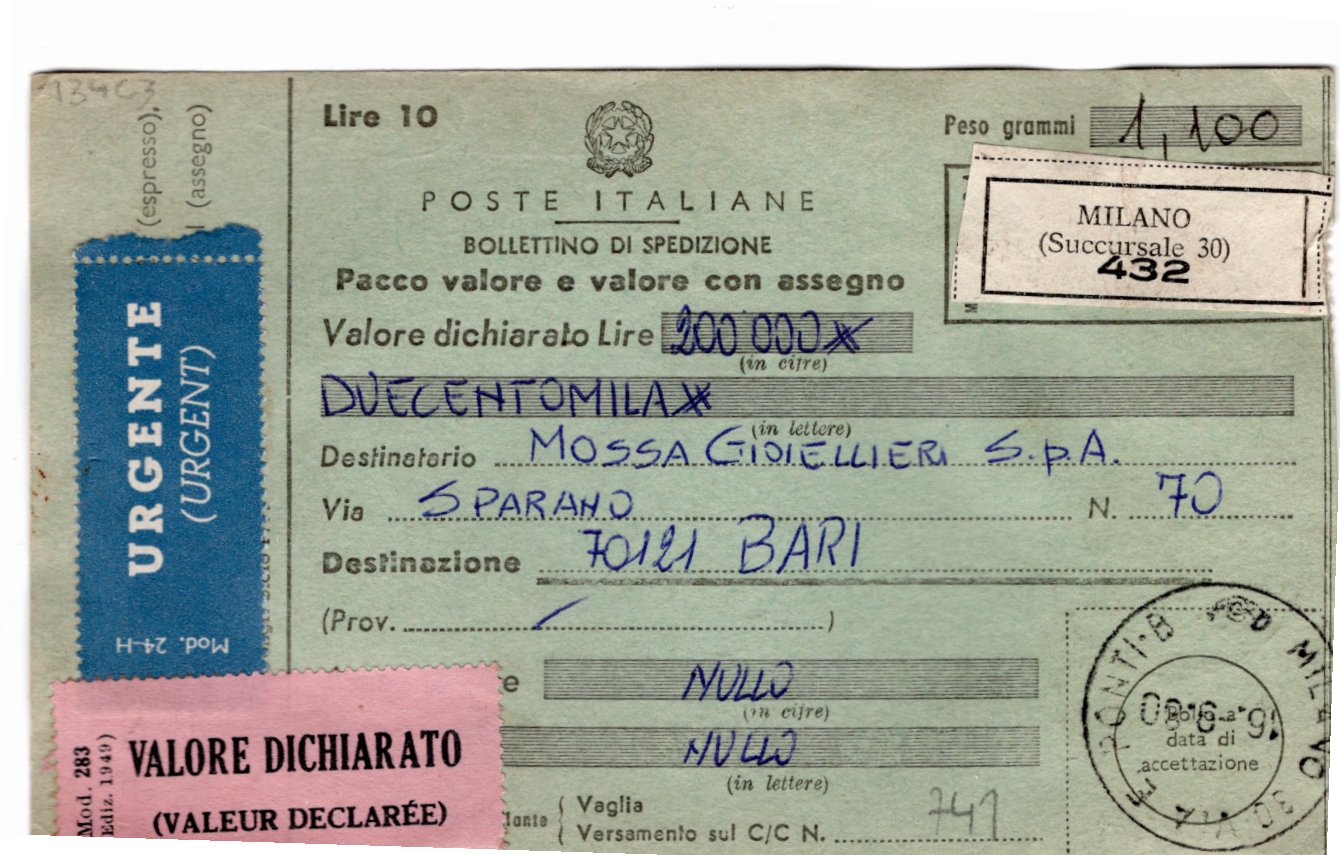 13463
(espresso),
(assegno)
Lire 10
Peso grammi 1,100
POSTE ITALIANE
MILANO
(Succursale 30)
432
BOLLETTINO DI SPEDIZIONE
Pacco valore e valore con assegno
Valore dichiarato Lire 200 000
(in cifre)
DUECENTOMILA
(in lettere)
Destinatario MOSSA GIOIELLIERI S.p.A.
Via SPARANO N. 70
Destinazione 70121 BARI
(Prov. )
URGENTE
(URGENT)
Mod. 24-H
e NULLO
(in cifre)
NULLO
(in lettere)
Vaglia
Versamento sul C/C N. 741
Mod. 283
Ediz. 1949)
VALORE DICHIARATO
(VALEUR DECLARÉE)
Bollo a
data di
accettazione
MILANO 30